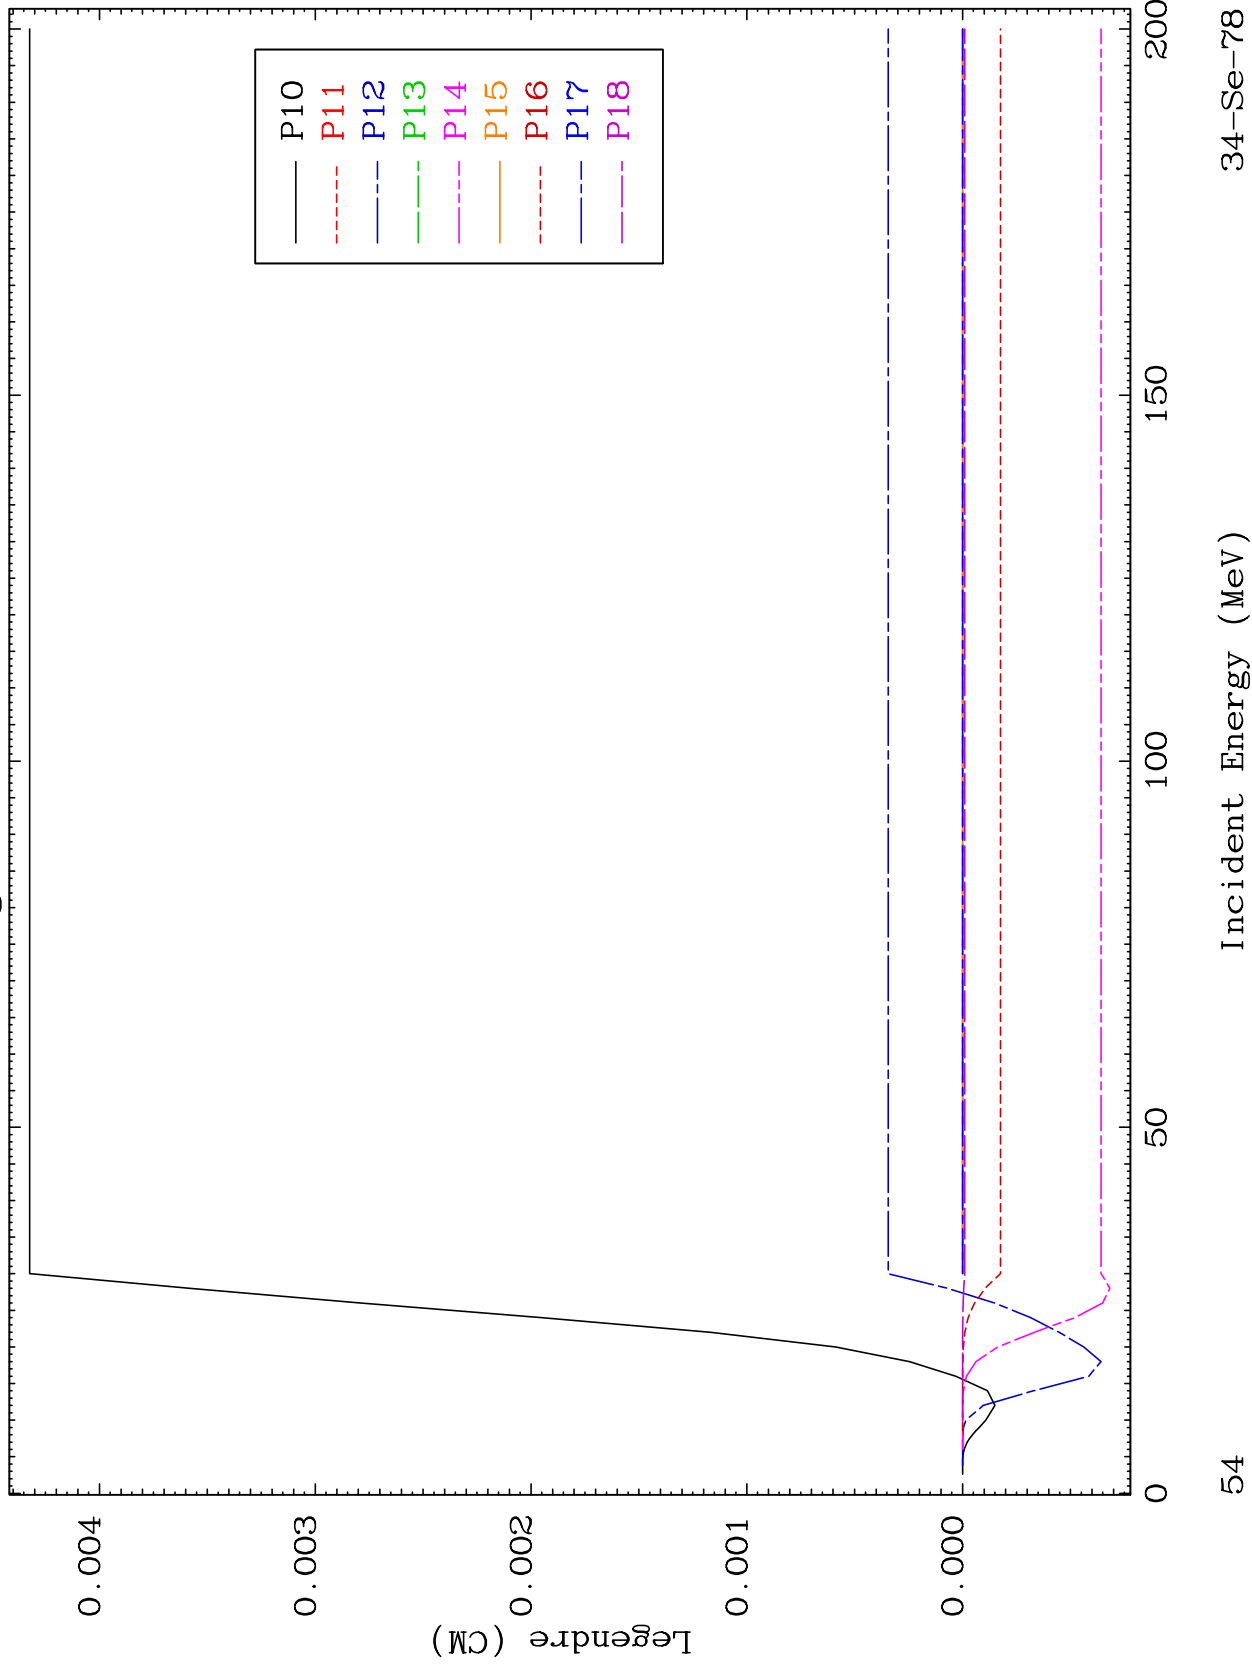 P10
P11
P12
P13
P14
P15
P16
P17
P18
0.004
0.003
0.002
0.001
0.000
Legendre (CM)
0
50
100
150
200
Incident Energy (MeV)
54
34-Se-78